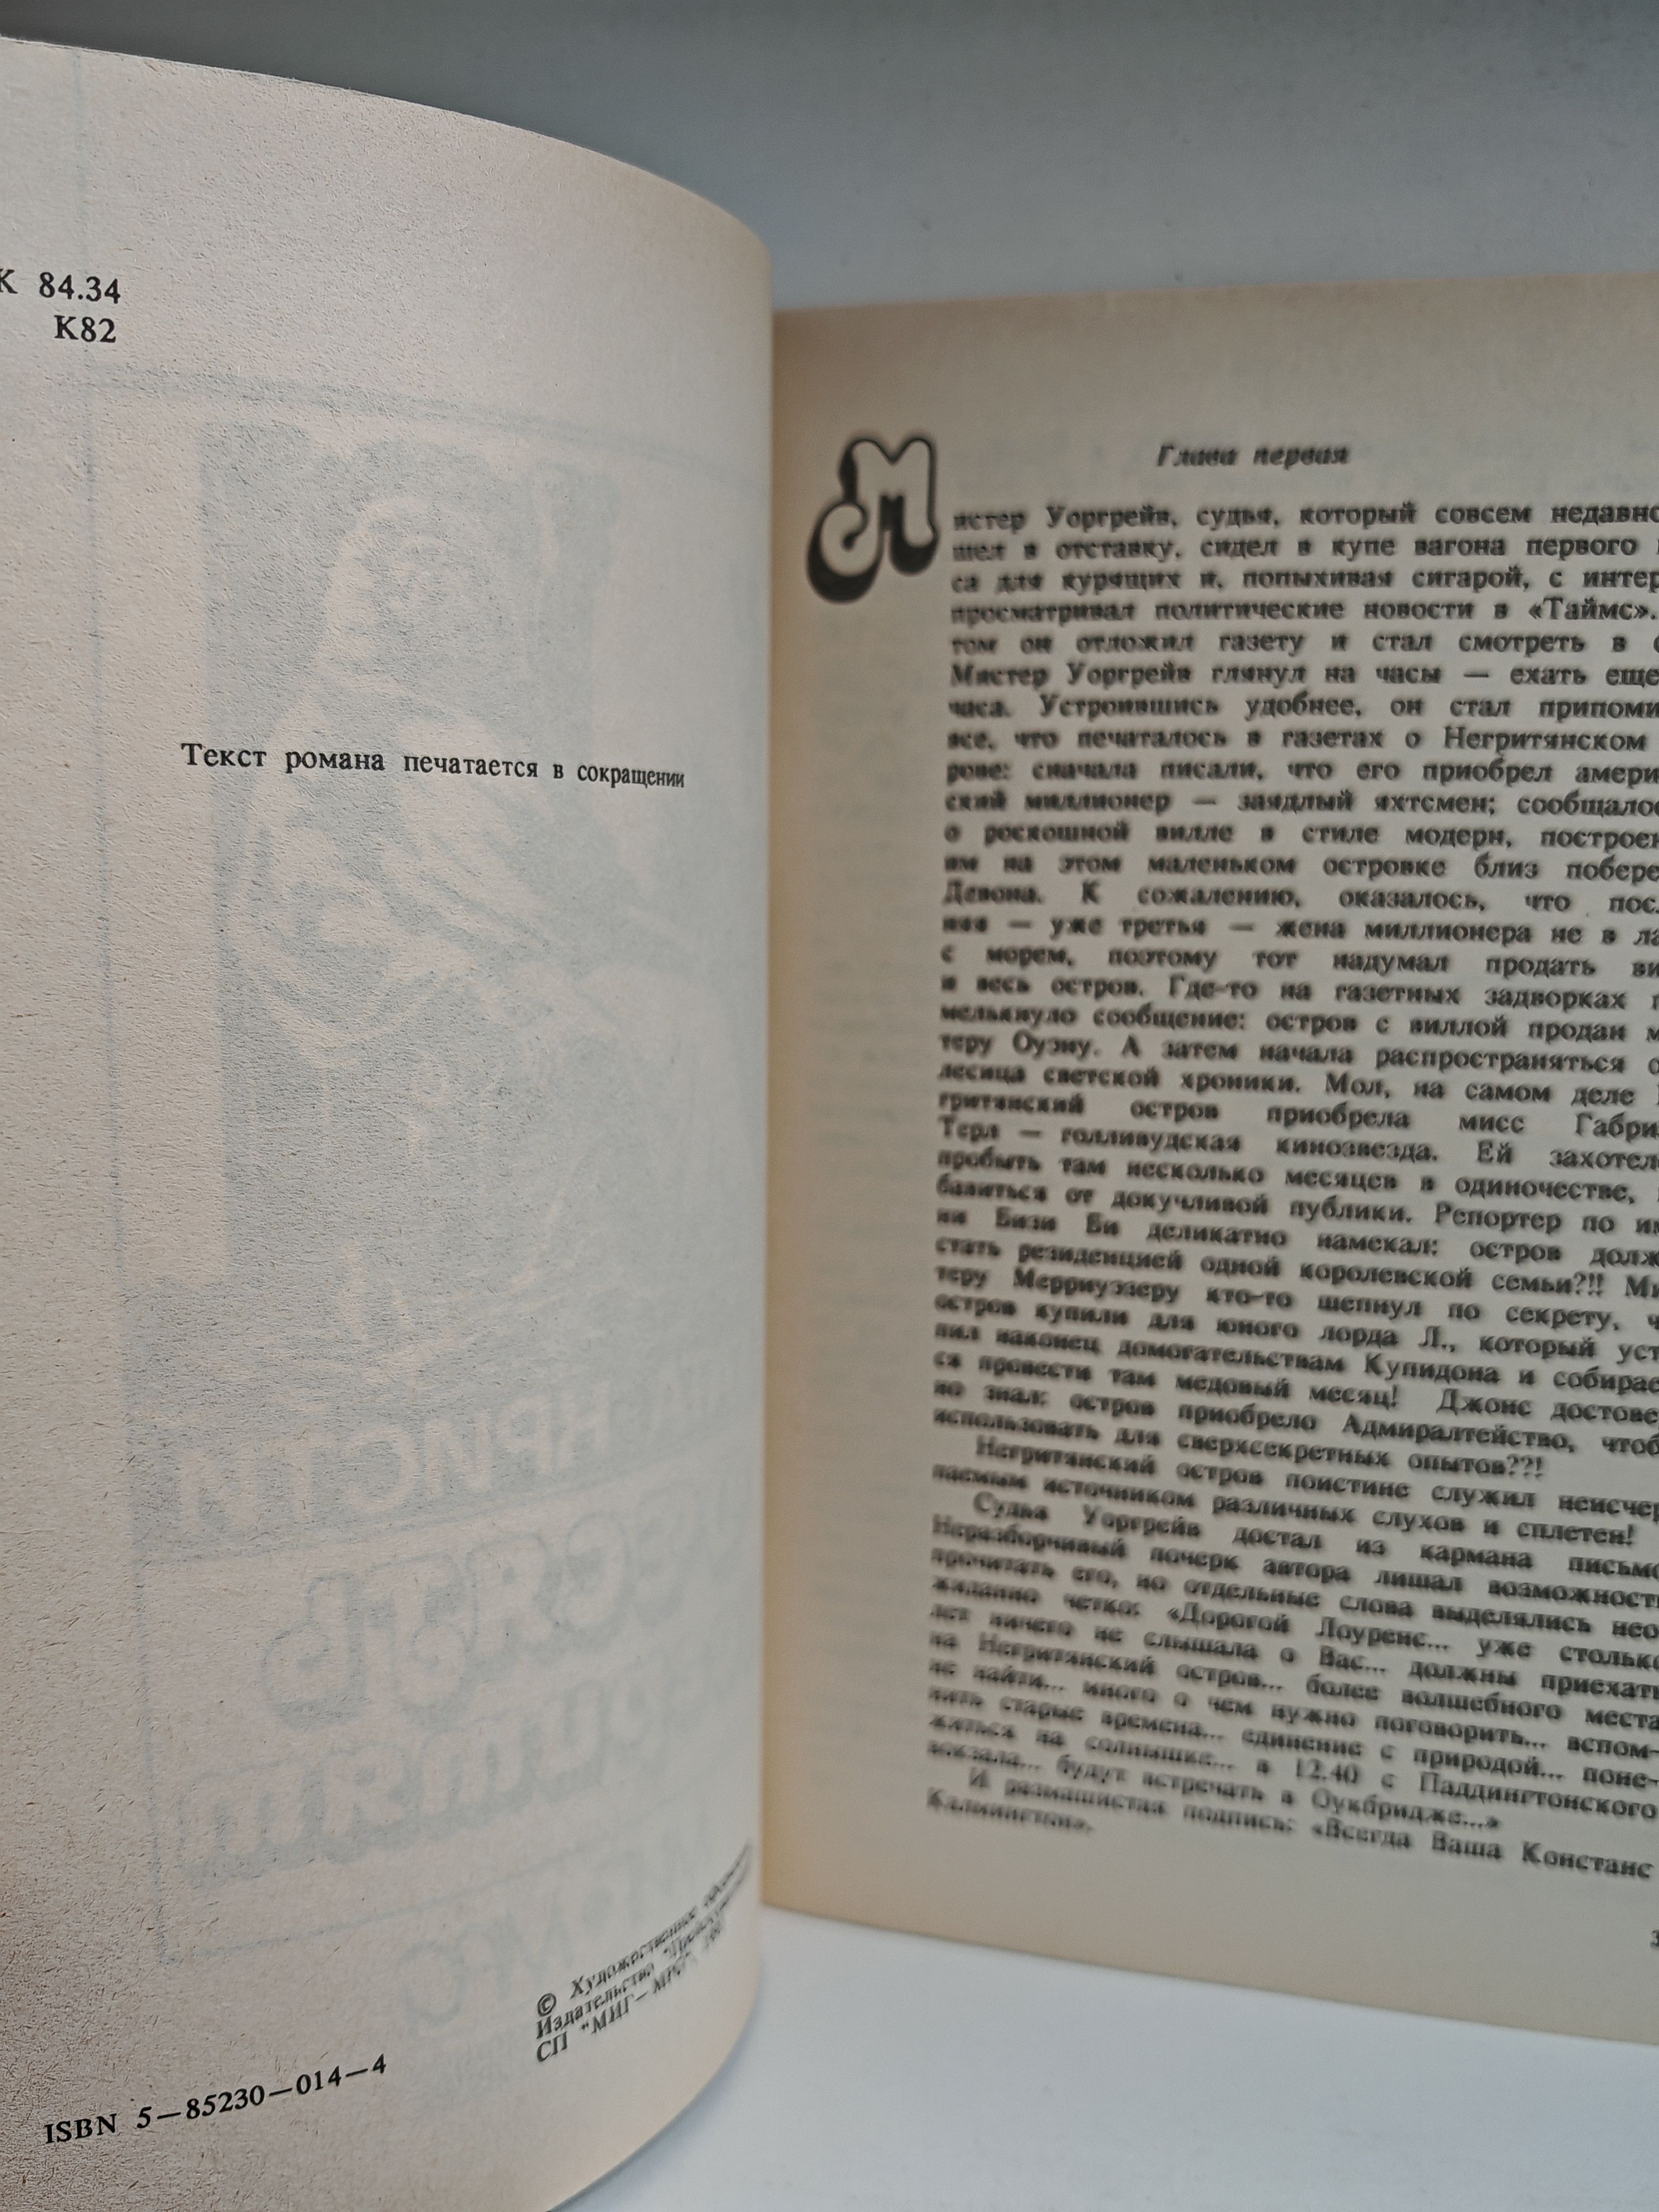 К 84.34
К82
Текст романа печатается в сокращении
© Художественное
Издательство
СП "МИГ—
ISBN 5—85230—014—4
Глава первая
Мистер Уоргрейв, судья, который совсем недавно
шел в отставку, сидел в купе вагона первого
са для курящих и, попыхивая сигарой, с интер
просматривал политические новости в «Таймс».
том он отложил газету и стал смотреть в
Мистер Уоргрейв глянул на часы — ехать еще
часа. Устроившись удобнее, он стал припоми
все, что печаталось в газетах о Негритянском
рове: сначала писали, что его приобрел амери
ский миллионер — заядлый яхтсмен; сообщалос
о роскошной вилле в стиле модерн, построен
им на этом маленьком островке близ побере
Девона. К сожалению, оказалось, что посл
няя — уже третья — жена миллионера не в ла
с морем, поэтому тот надумал продать ви
и весь остров. Где-то на газетных задворках п
мелькнуло сообщение: остров с виллой продан м
теру Оуэну. А затем начала распространяться о
лесица светской хроники. Мол, на самом деле
гритянский остров приобрела мисс Габри
Терл — голливудская кинозвезда. Ей захотел
пробыть там несколько месяцев в одиночестве,
бавиться от докучливой публики. Репортер по им
ни Бизи Би деликатно намекал: остров долж
стать резиденцией одной королевской семьи?!! Ми
теру Мерриуэзеру кто-то шепнул по секрету, ч
остров купили для юного лорда Л., который уст
пил наконец домогательствам Купидона и собирае
ся провести там медовый месяц! Джонс достове
но знал: остров приобрело Адмиралтейство, чтоб
использовать для сверхсекретных опытов??!
Негритянский остров поистине служил неисчер
паемым источником различных слухов и сплетен!
Судья Уоргрейв достал из кармана письмо
Неразборчивый почерк автора лишал возможност
прочитать его, но отдельные слова выделялись нео
жиданно четко: «Дорогой Лоуренс... уже столько
лет ничего не слышала о Вас... должны приехать
на Негритянский остров... более волшебного места
не найти... много о чем нужно поговорить... вспом-
нить старые времена... единение с природой... поне-
житься на солнышке... в 12.40 с Паддингтонского
вокзала... будут встречать в Оукбридже...»
И размашистая подпись: «Всегда Ваша Констанс
Калмингтон».
3